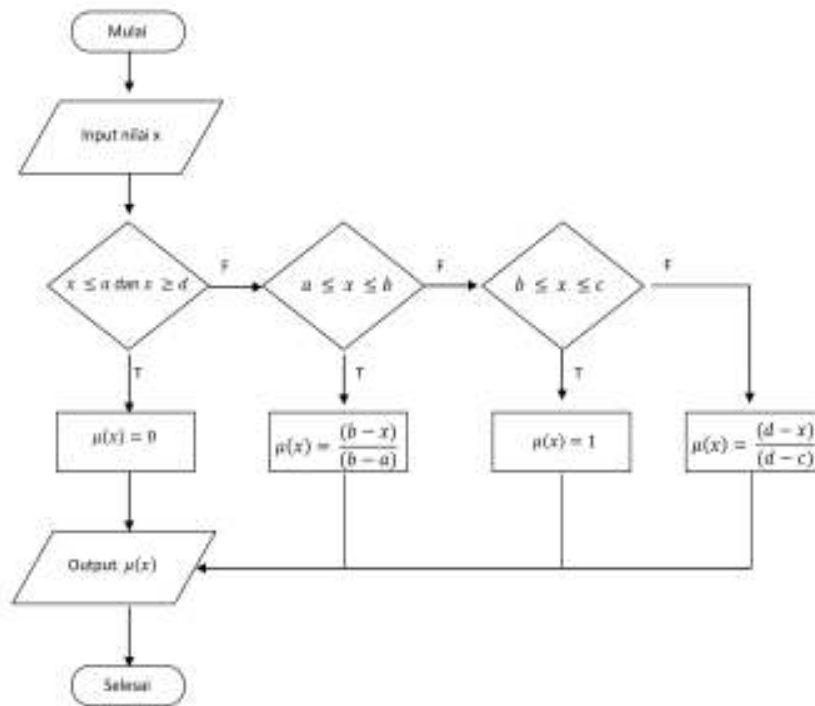 Mulai
Input nilai x
x ≤ a dan x ≥ d
F
a ≤ x ≤ b
F
b ≤ x ≤ c
F
T
T
T
μ(x) = 0
μ(x) = (b − x) / (b − a)
μ(x) = 1
μ(x) = (d − x) / (d − c)
Output μ(x)
Selesai